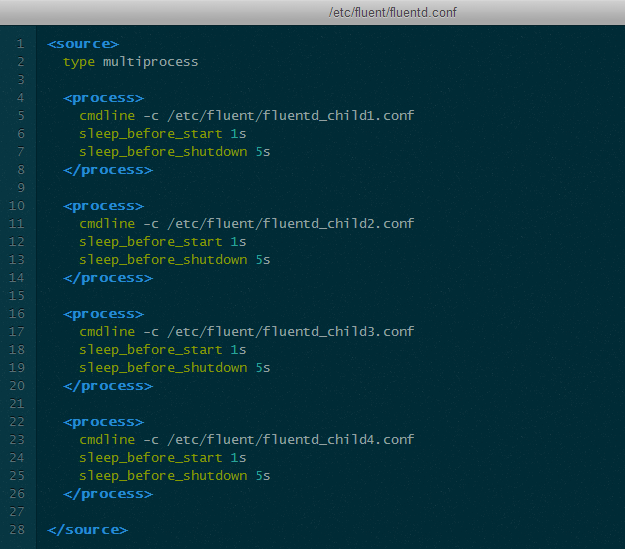 /etc/fluent/fluentd.conf
1 <source>
2   type multiprocess
3
4   <process>
5     cmdline -c /etc/fluent/fluentd_child1.conf
6     sleep_before_start 1s
7     sleep_before_shutdown 5s
8   </process>
9
10   <process>
11     cmdline -c /etc/fluent/fluentd_child2.conf
12     sleep_before_start 1s
13     sleep_before_shutdown 5s
14   </process>
15
16   <process>
17     cmdline -c /etc/fluent/fluentd_child3.conf
18     sleep_before_start 1s
19     sleep_before_shutdown 5s
20   </process>
21
22   <process>
23     cmdline -c /etc/fluent/fluentd_child4.conf
24     sleep_before_start 1s
25     sleep_before_shutdown 5s
26   </process>
27
28 </source>